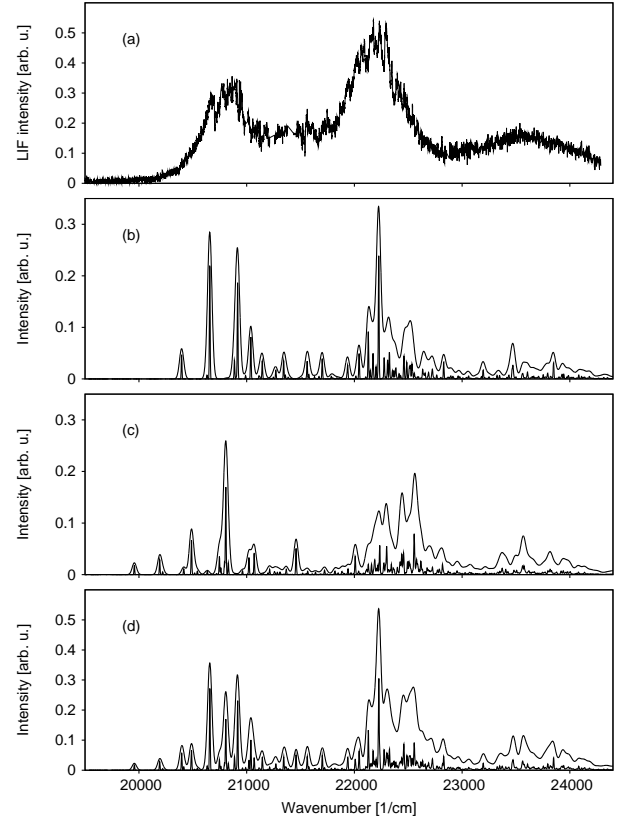 (a)
LIF intensity [arb. u.]
0.5
0.4
0.3
0.2
0.1
0
(b)
Intensity [arb. u.]
0.3
0.2
0.1
0
(c)
Intensity [arb. u.]
0.3
0.2
0.1
0
(d)
Intensity [arb. u.]
0.5
0.4
0.3
0.2
0.1
0
20000 21000 22000 23000 24000
Wavenumber [1/cm]